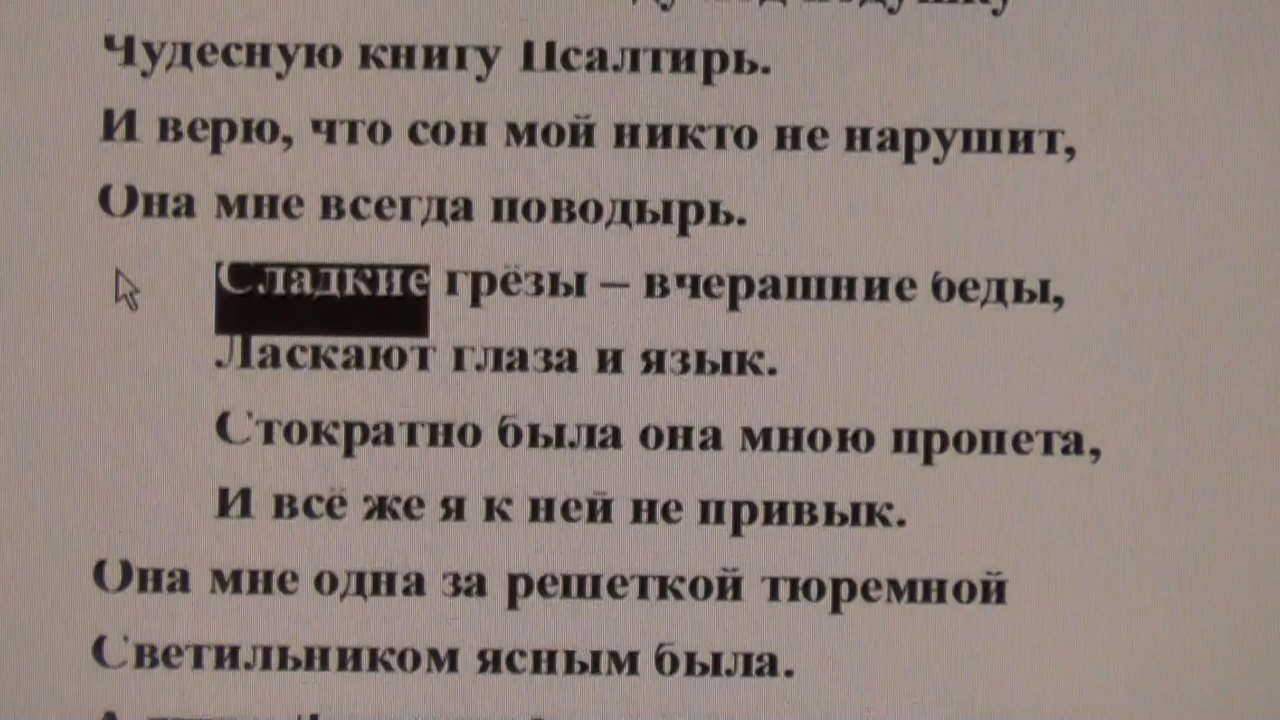 Чудесную книгу Псалтирь.
И верю, что сон мой никто не нарушит,
Она мне всегда поводырь.
Сладкие грёзы – вчерашние беды,
Ласкают глаза и язык.
Стократно была она мною пропета,
И всё же я к ней не привык.
Она мне одна за решеткой тюремной
Светильником ясным была.